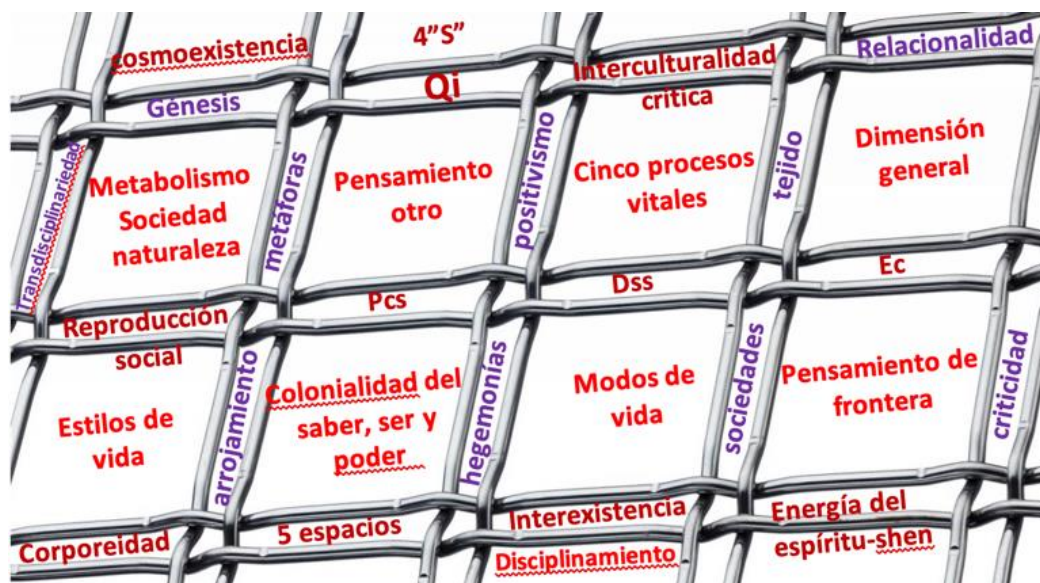 cosmoexistencia
4”S”
Interculturalidad
crítica
Relacionalidad
Génesis
Qi
Transdisciplinariedad
Metabolismo
Sociedad
naturaleza
metáforas
Pensamiento
otro
positivismo
Cinco procesos
vitales
tejido
Dimensión
general
Reproducción
social
Pcs
Dss
Ec
Estilos de
vida
arrojamiento
Colonialidad del
saber, ser y
poder
hegemonías
Modos de
vida
sociedades
Pensamiento de
frontera
criticidad
Corporeidad
5 espacios
Interexistencia
Disciplinamiento
Energía del
espíritu-shen